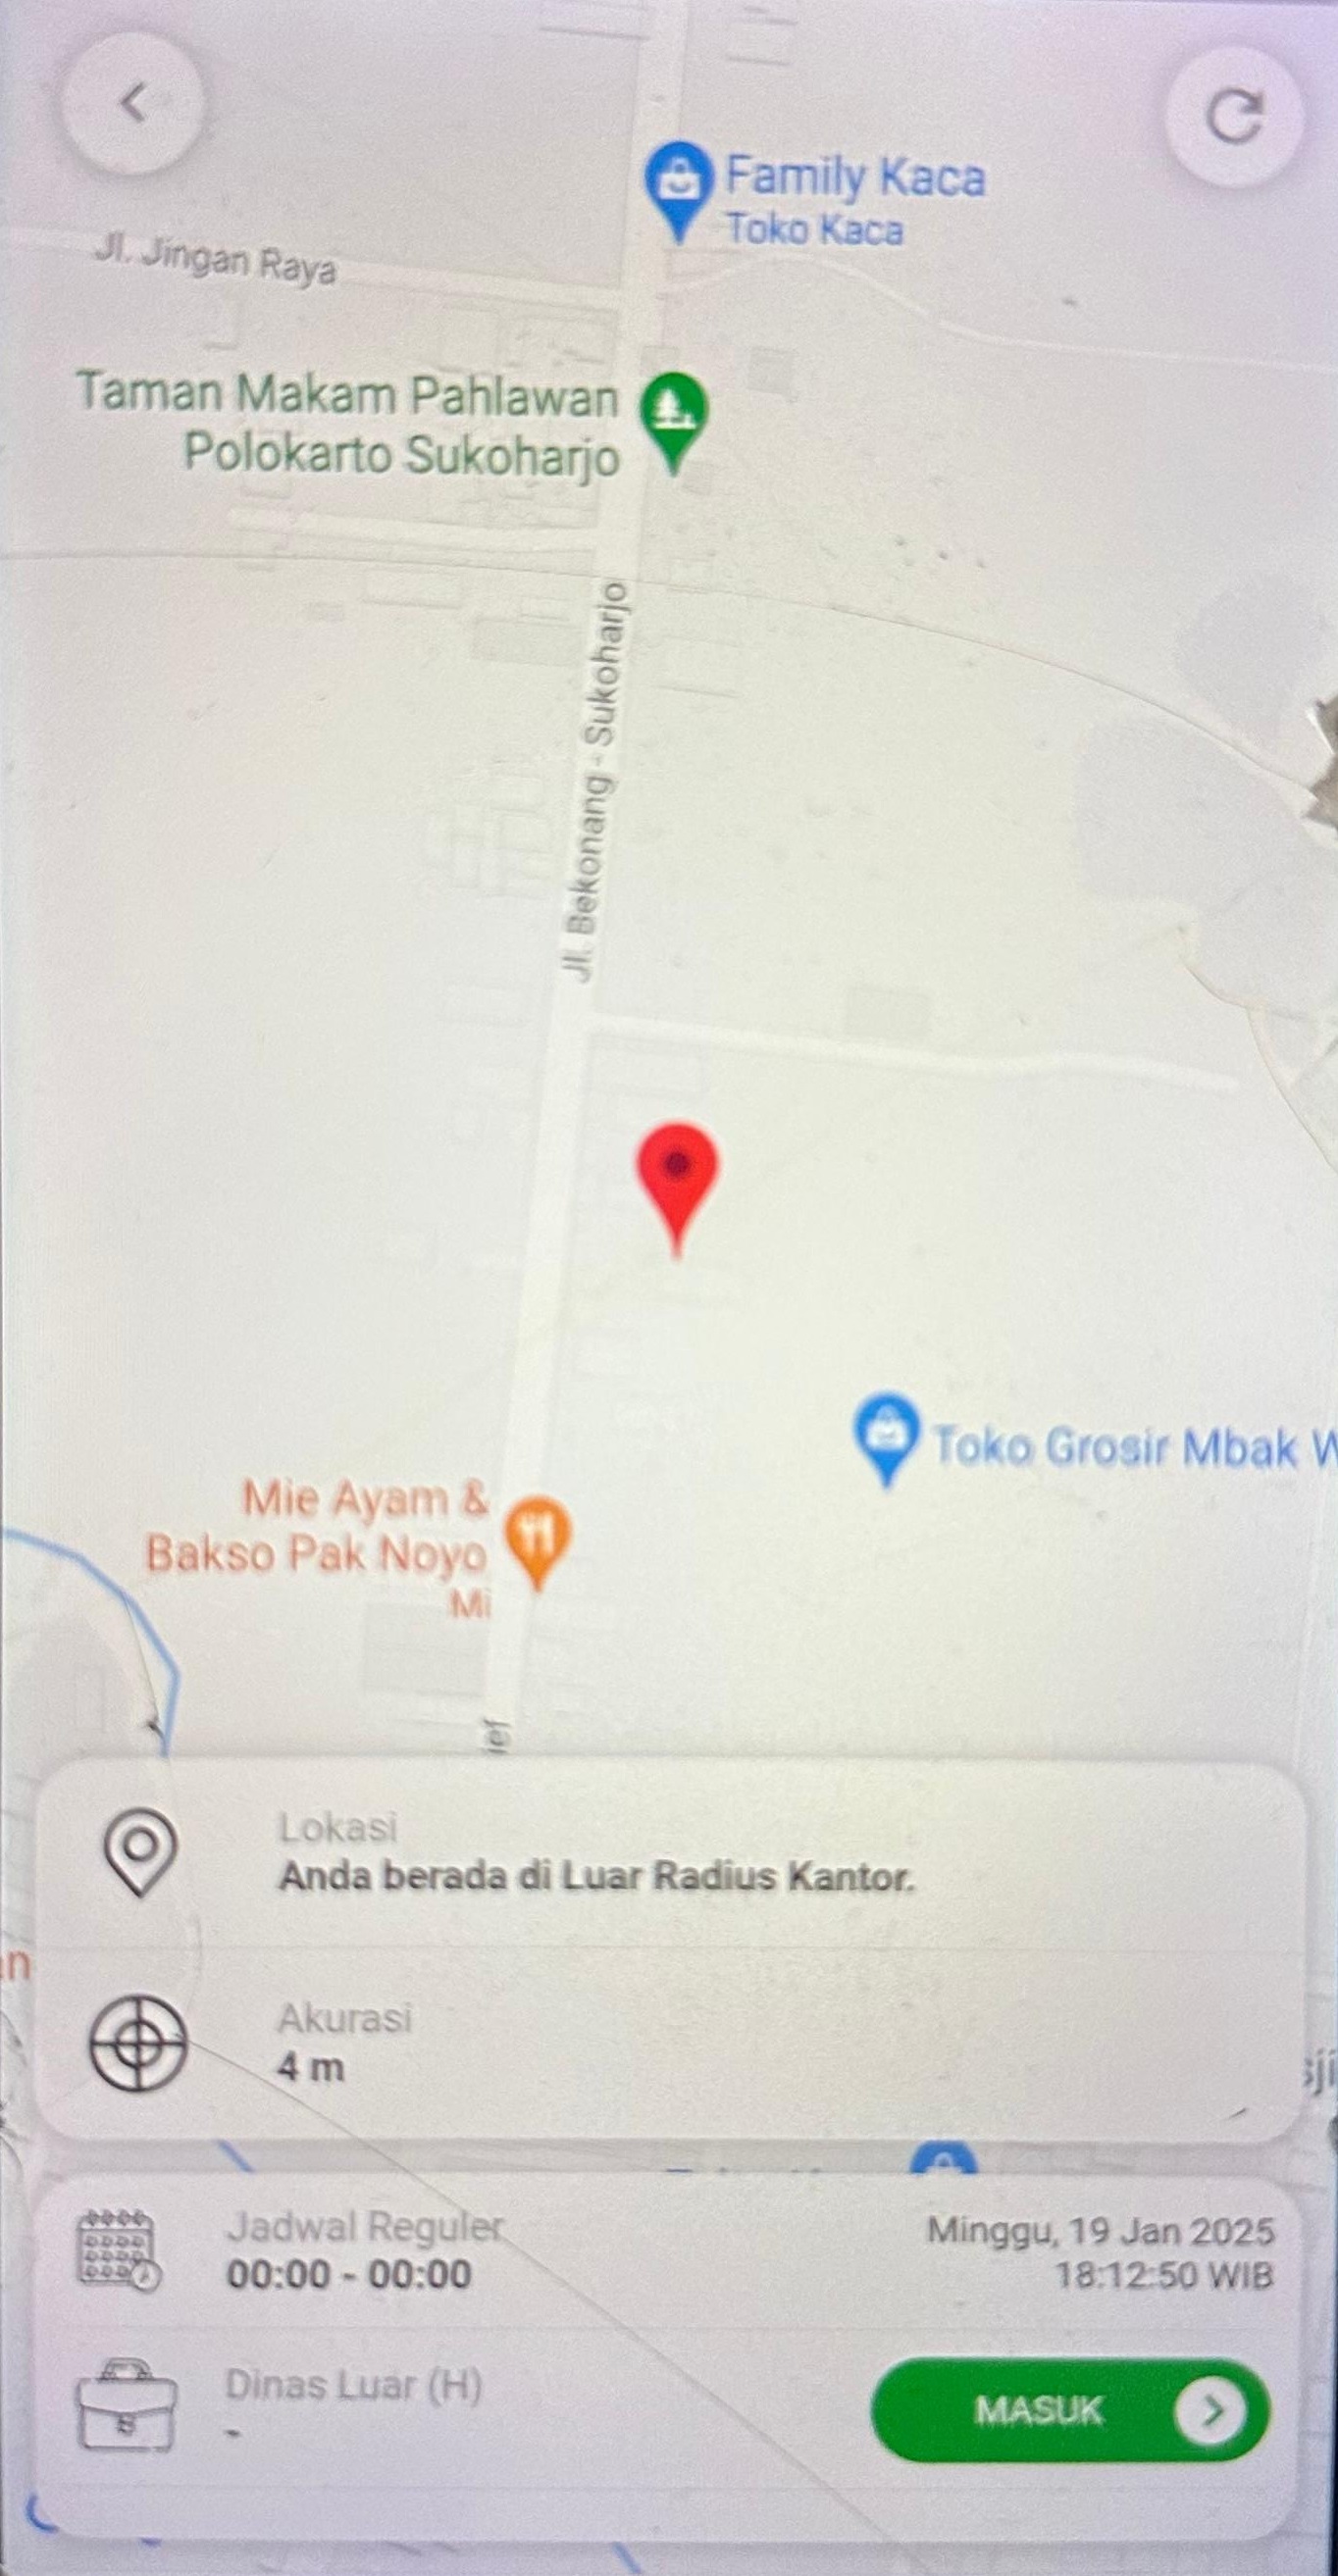 Family Kaca
Toko Kaca
Jl. Jingan Raya
Taman Makam Pahlawan
Polokarto Sukoharjo
Jl. Bekonang - Sukoharjo
Toko Grosir Mbak W
Mie Ayam &
Bakso Pak Noyo
Mi
Lokasi
Anda berada di Luar Radius Kantor.
Akurasi
4 m
Jadwal Reguler
00:00 - 00:00
Minggu, 19 Jan 2025
18:12:50 WIB
Dinas Luar (H)
-
MASUK